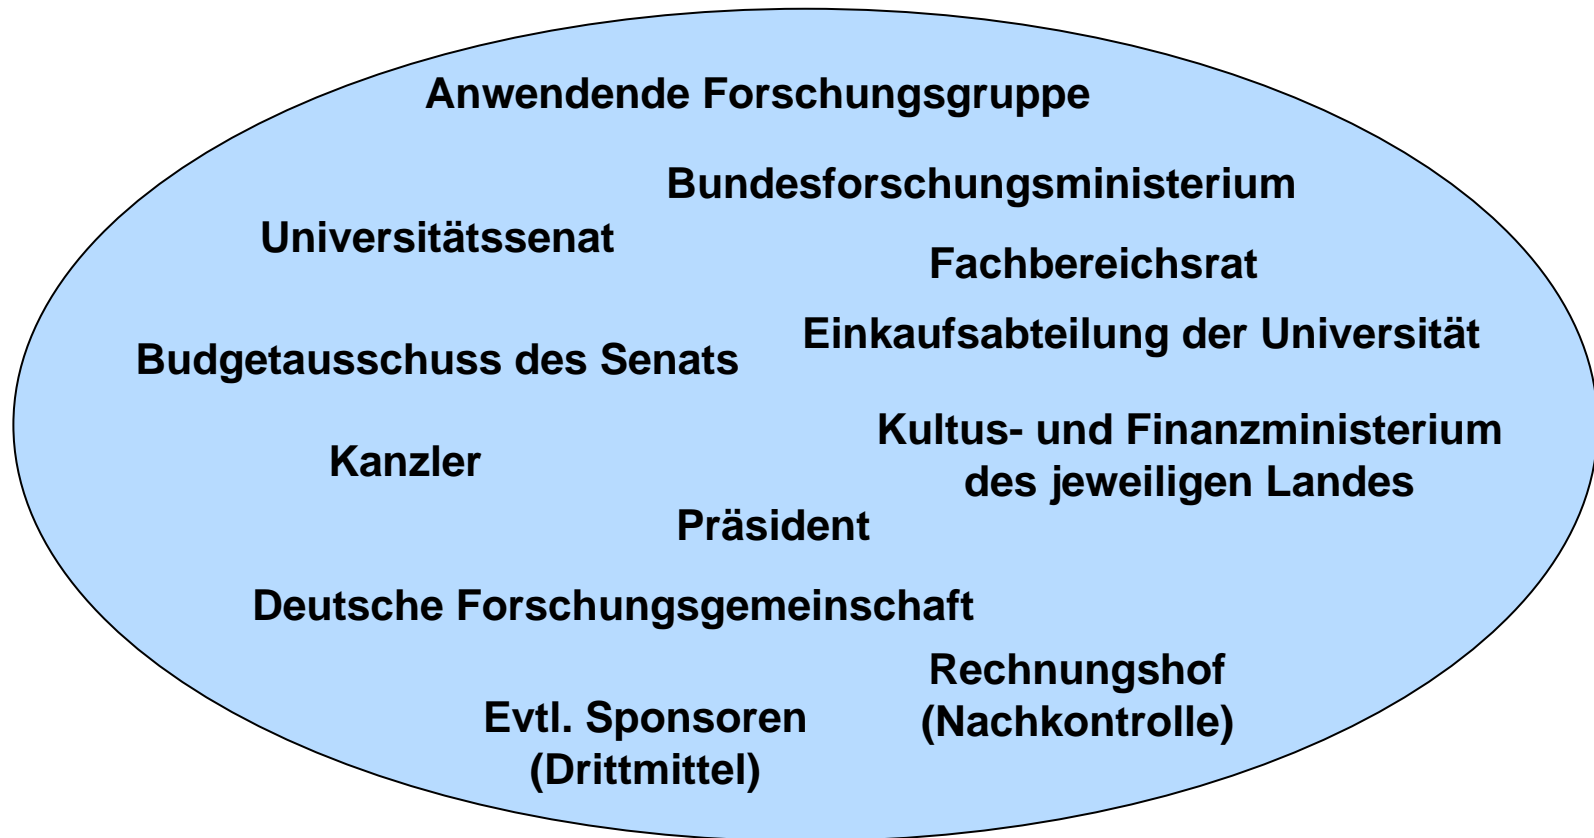 Anwendende Forschungsgruppe
Bundesforschungsministerium
Universitätssenat
Fachbereichsrat
Einkaufsabteilung der Universität
Budgetausschuss des Senats
Kultus- und Finanzministerium
des jeweiligen Landes
Kanzler
Präsident
Deutsche Forschungsgemeinschaft
Rechnungshof
(Nachkontrolle)
Evtl. Sponsoren
(Drittmittel)